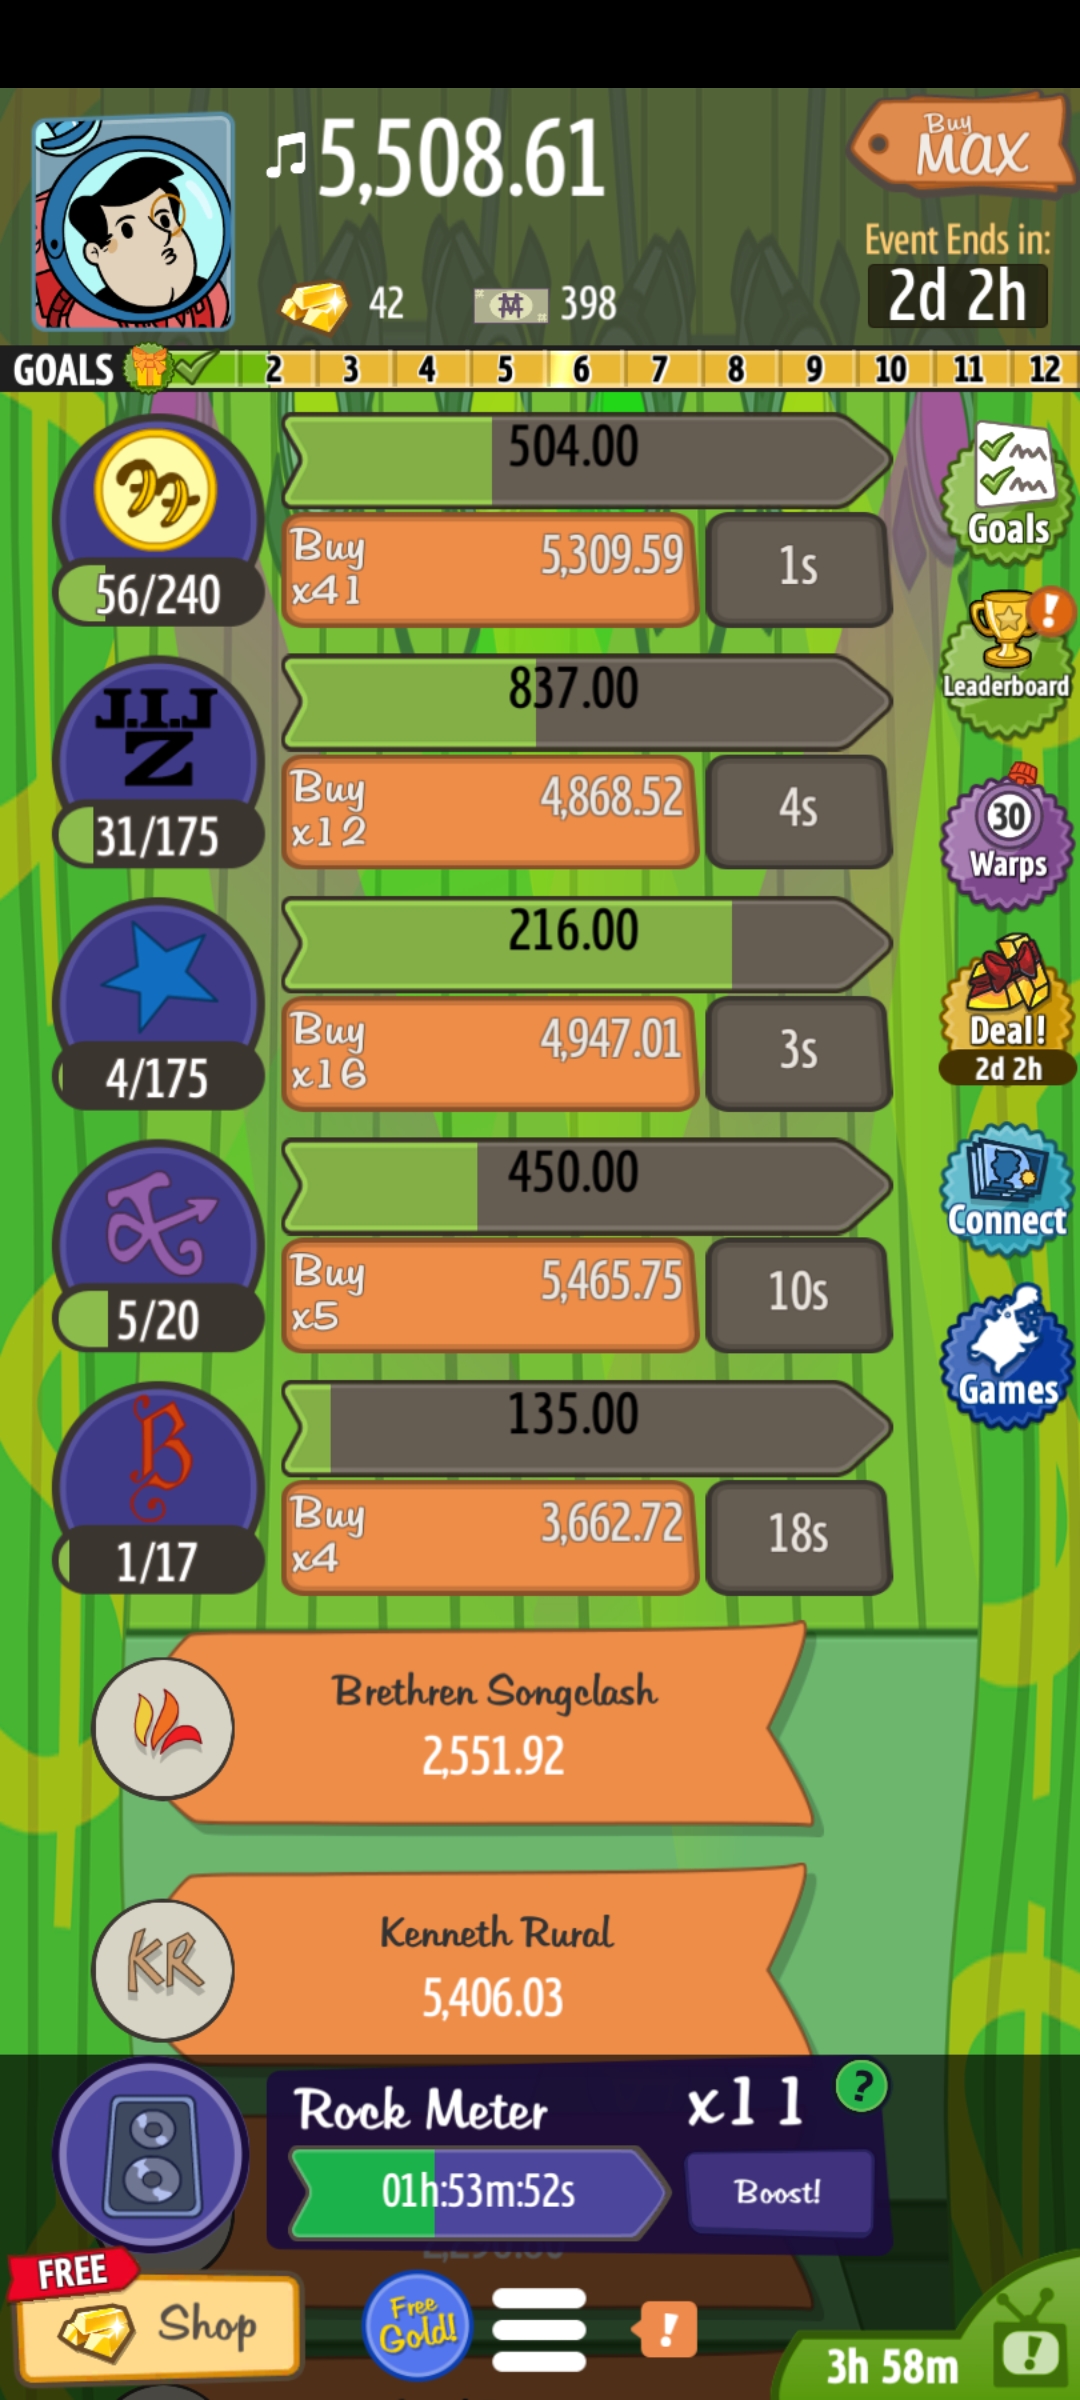 5,508.61
Buy
MAX
Event Ends in:
2d 2h
42
398
GOALS 2 3 4 5 6 7 8 9 10 11 12
504.00
Buy
x41
5,309.59
1s
56/240
Goals
J.I.J
Z
837.00
Buy
x12
4,868.52
4s
31/175
Leaderboard
216.00
Buy
x16
4,947.01
3s
4/175
30
Warps
Deal!
2d 2h
450.00
Buy
x5
5,465.75
10s
5/20
Connect
B
135.00
Buy
x4
3,662.72
18s
1/17
Games
Brethren Songclash
2,551.92
KR
Kenneth Rural
5,406.03
Rock Meter
x11
?
01h:53m:52s
Boost!
FREE
Shop
Free
Gold!
!
3h 58m